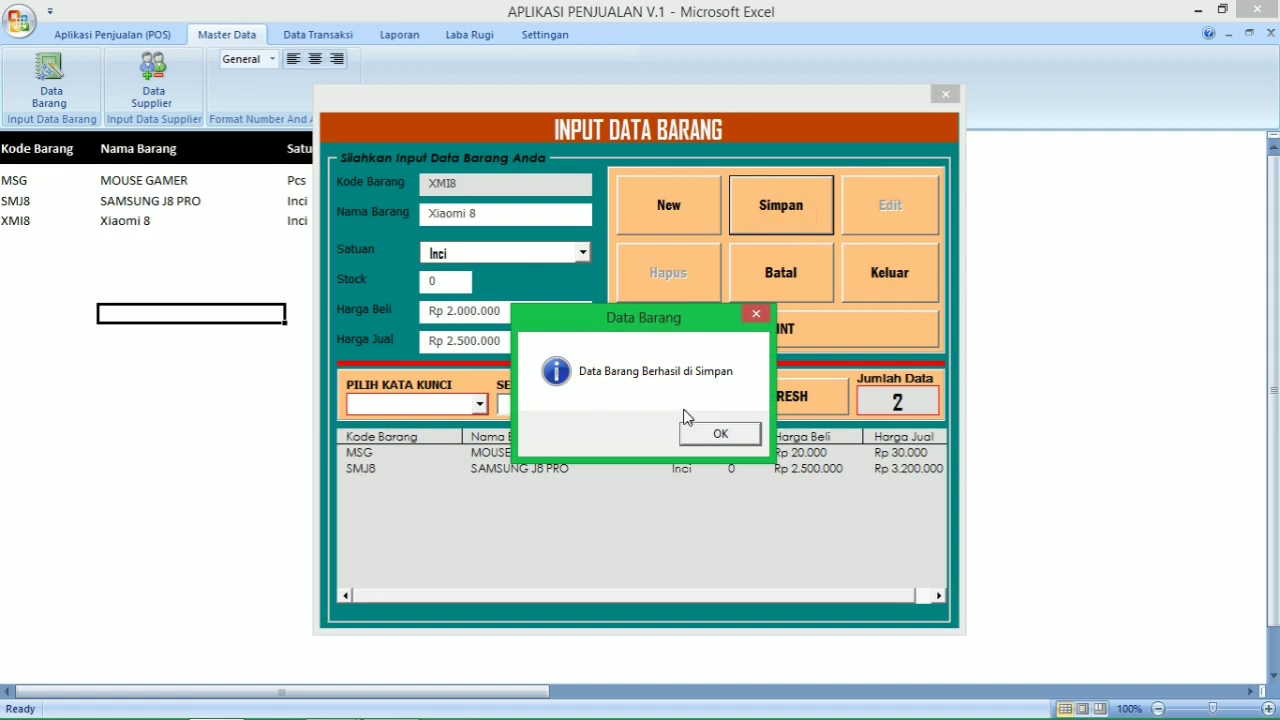 APLIKASI PENJUALAN V.1 - Microsoft Excel
Aplikasi Penjualan (POS) Master Data Data Transaksi Laporan Laba Rugi Settingan
General
Data Barang
Data Supplier
Input Data Barang Input Data Supplier Format Number And A
Kode Barang Nama Barang Satu
MSG MOUSE GAMER Pcs
SMJ8 SAMSUNG J8 PRO Inci
XMI8 Xiaomi 8 Inci
INPUT DATA BARANG
Silahkan Input Data Barang Anda
Kode Barang XMI8
Nama Barang Xiaomi 8
Satuan Inci
Stock 0
Harga Beli Rp 2.000.000
Harga Jual Rp 2.500.000
New Simpan Edit
Hapus Batal Keluar
INT
Data Barang
Data Barang Berhasil di Simpan
OK
PILIH KATA KUNCI SE
RESH
Jumlah Data
2
Kode Barang Nama B Harga Beli Harga Jual
MSG MOUSE Rp 20.000 Rp 30.000
SMJ8 SAMSUNG J8 PRO Inci 0 Rp 2.500.000 Rp 3.200.000
Ready 100%